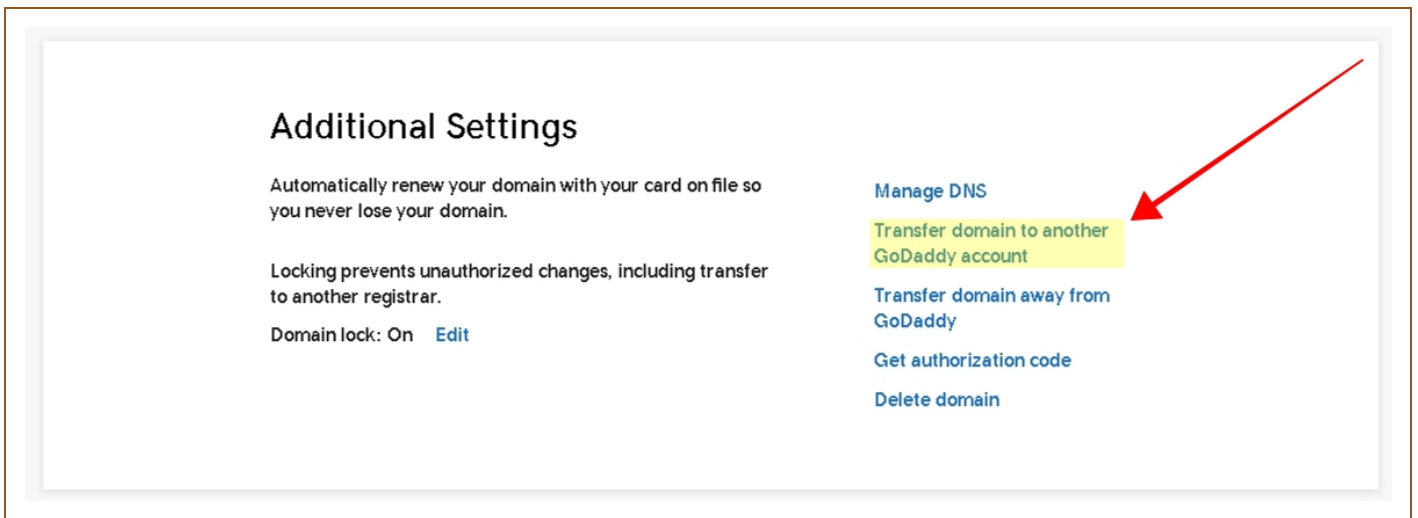 Additional Settings
Automatically renew your domain with your card on file so
you never lose your domain.
Locking prevents unauthorized changes, including transfer
to another registrar.
Domain lock: On Edit
Manage DNS
Transfer domain to another
GoDaddy account
Transfer domain away from
GoDaddy
Get authorization code
Delete domain